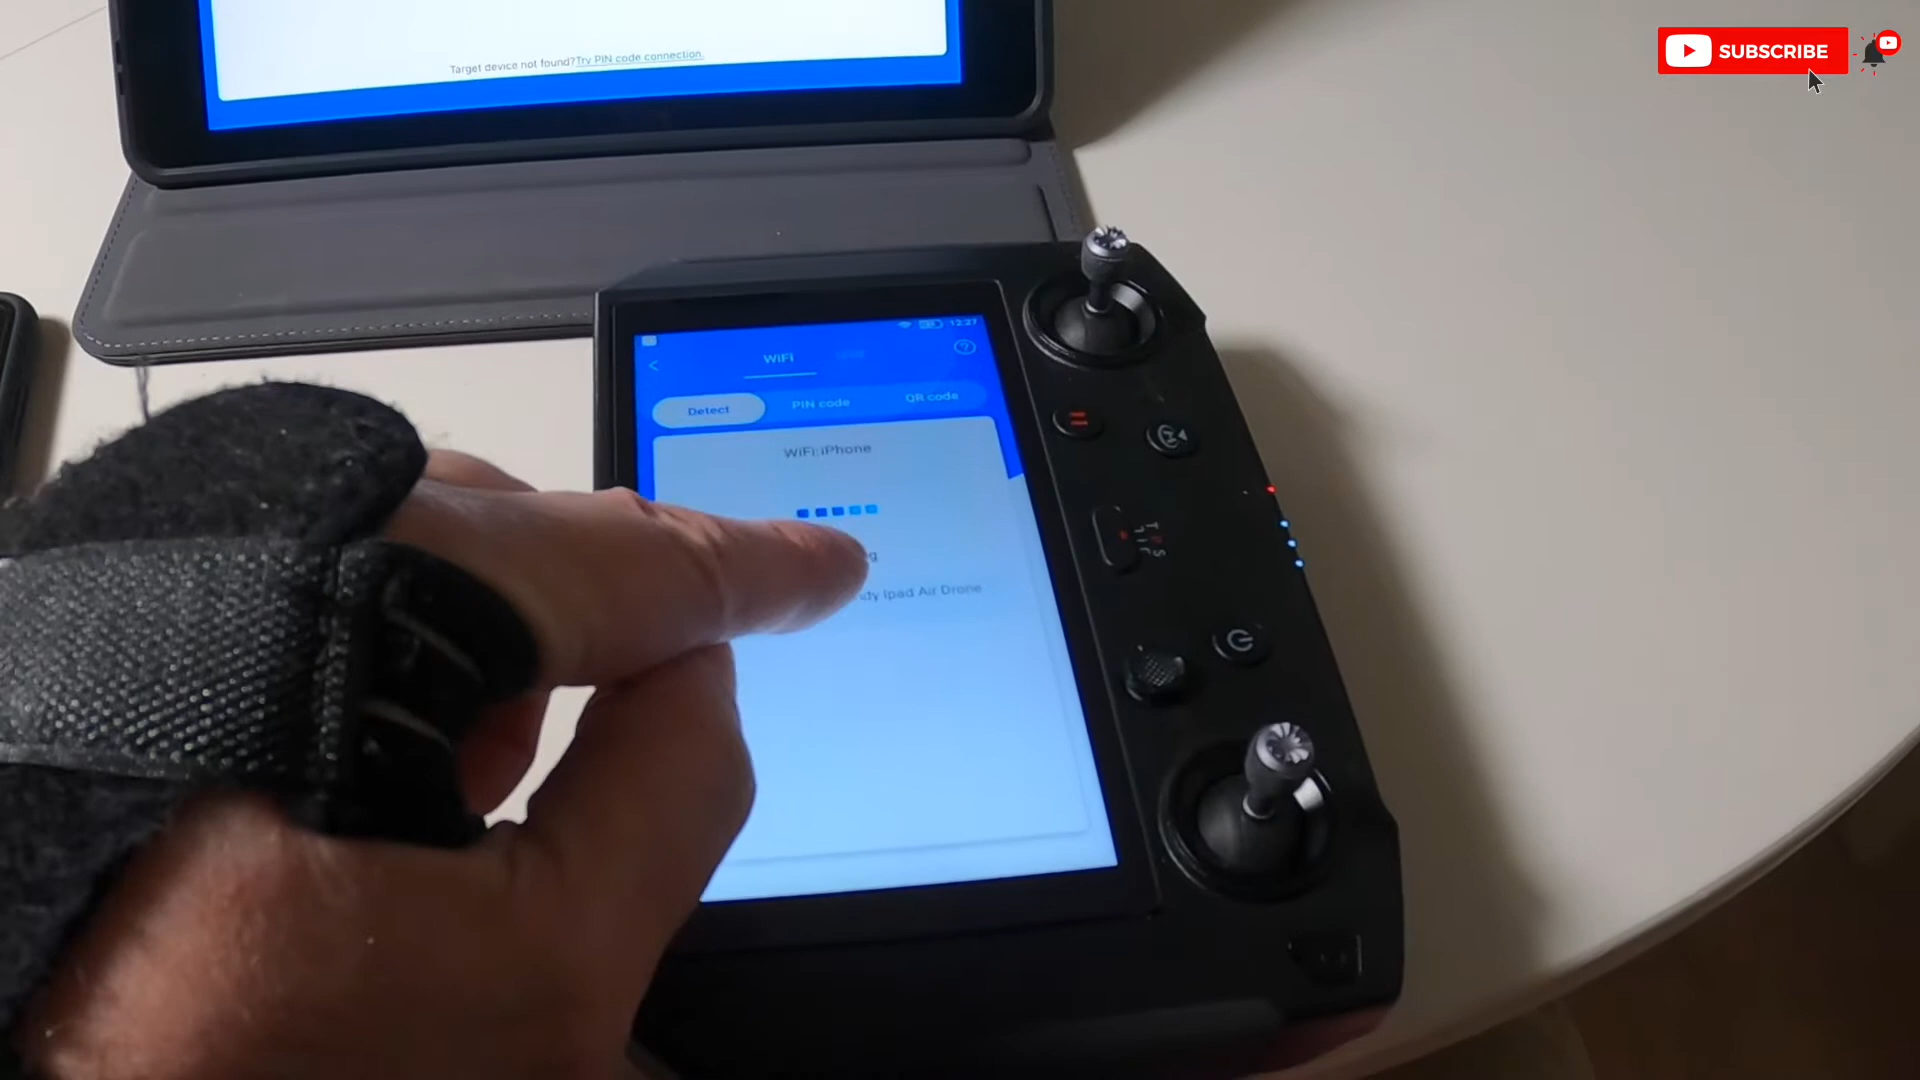 SUBSCRIBE
Target device not found?Try PIN code connection.
12:27
WiFi
Detect
PIN code
QR code
WiFi:iPhone
Ipad Air Drone
T P S